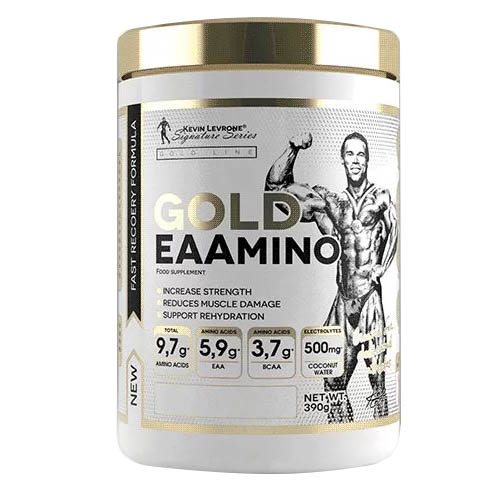 KEVIN LEVRONE®
Signature Series
GOLD LINE
GOLD
EAAMINO
FOOD SUPPLEMENT
INCREASE STRENGTH
REDUCES MUSCLE DAMAGE
SUPPORT REHYDRATION
TOTAL
9,7g*
AMINO ACIDS
AMINO ACIDS
5,9g*
EAA
AMINO ACIDS
3,7g*
BCAA
ELECTROLYTES
500mg*
COCONUT
WATER
NET WT.
390g
FAST RECOERY FORMULA
NEW